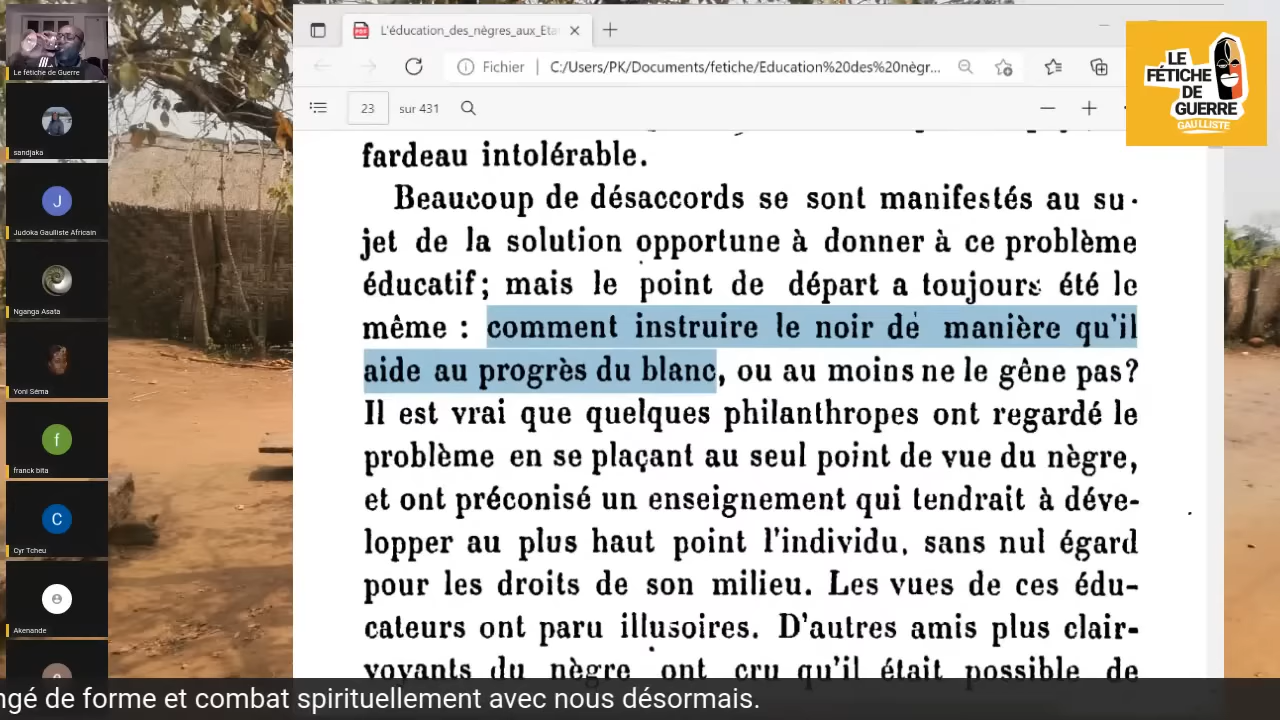 Le fétiche de Guerre
sandjaka
J
Judoka Gaulliste Africain
Nganga Asata
Yoni Séma
f
franck bita
C
Cyr Tcheu
Akenande
L'éducation_des_nègres_aux_Eta
Fichier
C:/Users/PK/Documents/fetiche/Education%20des%20nègr...
23 sur 431
LE
FÉTICHE
DE
GUERRE
GAULLISTE
fardeau intolérable.
Beaucoup de désaccords se sont manifestés au su-
jet de la solution opportune à donner à ce problème
éducatif; mais le point de départ a toujours été le
même : comment instruire le noir de manière qu'il
aide au progrès du blanc, ou au moins ne le gêne pas?
Il est vrai que quelques philanthropes ont regardé le
problème en se plaçant au seul point de vue du nègre,
et ont préconisé un enseignement qui tendrait à déve-
lopper au plus haut point l'individu, sans nul égard
pour les droits de son milieu. Les vues de ces édu-
cateurs ont paru illusoires. D'autres amis plus clair-
voyants du nègre ont cru qu'il était possible de
ngé de forme et combat spirituellement avec nous désormais.